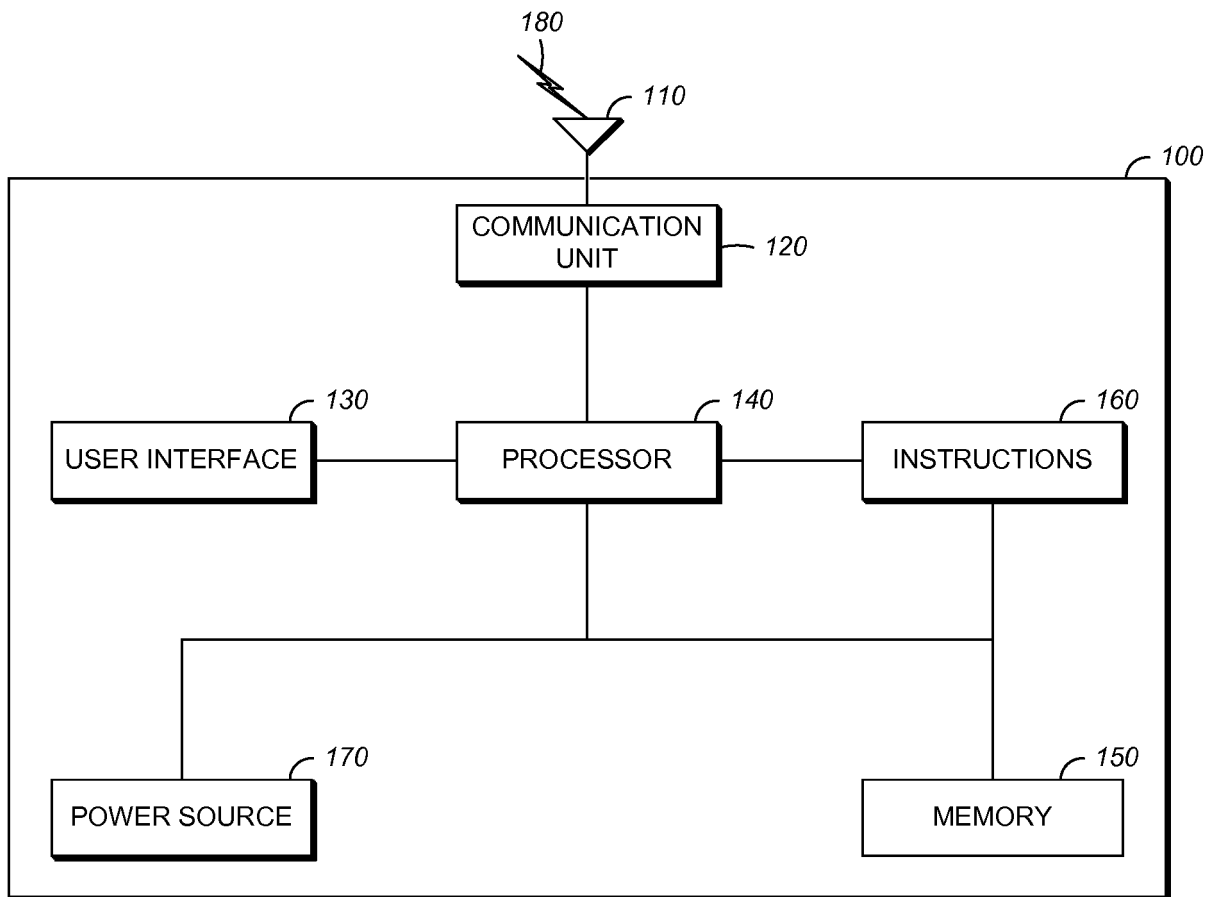 180
110
100
COMMUNICATION
UNIT
120
130
140
160
USER INTERFACE
PROCESSOR
INSTRUCTIONS
170
150
POWER SOURCE
MEMORY